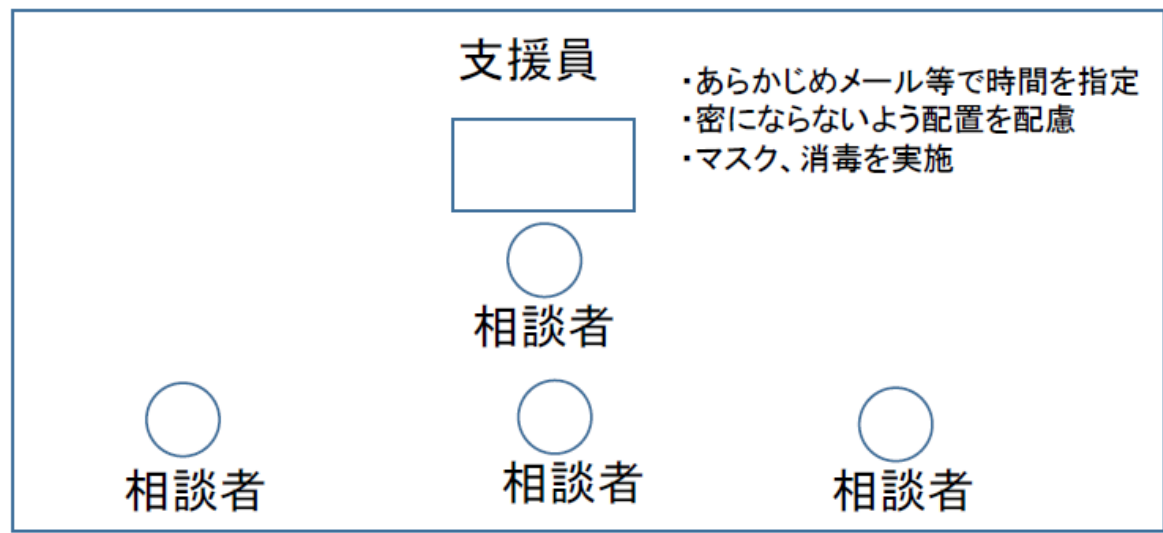 支援員
・あらかじめメール等で時間を指定
・密にならないよう配置を配慮
・マスク、消毒を実施
相談者
相談者
相談者
相談者